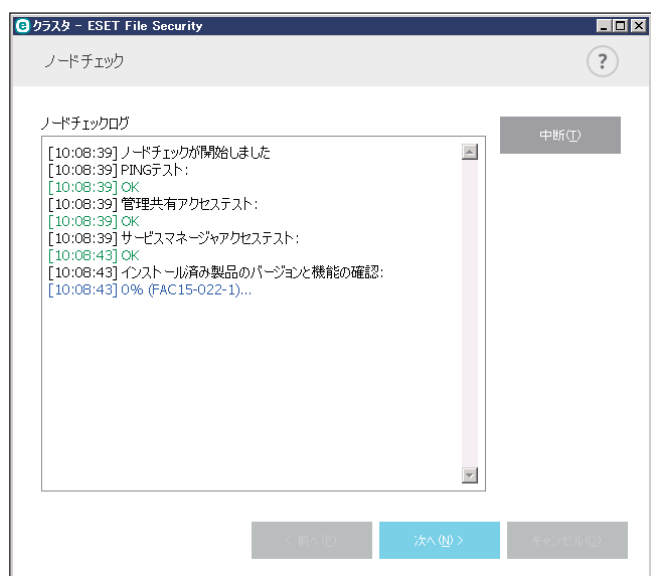 e クラスタ - ESET File Security
ノードチェック
?
ノードチェックログ
中断(T)
[10:08:39] ノードチェックが開始しました
[10:08:39] PINGテスト:
[10:08:39] OK
[10:08:39] 管理共有アクセステスト:
[10:08:39] OK
[10:08:39] サービスマネージャアクセステスト:
[10:08:43] OK
[10:08:43] インストール済み製品のバージョンと機能の確認:
[10:08:43] 0% (FAC15-022-1)...
< 前へ(P)
次へ(N) >
キャンセル(C)